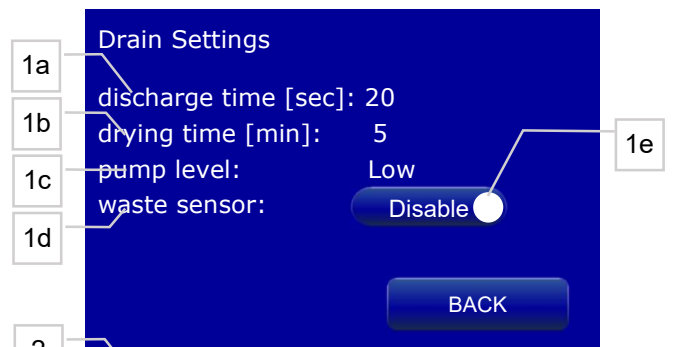 Drain Settings
1a
discharge time [sec]: 20
1b
drying time [min]: 5
1e
1c
pump level: Low
1d
waste sensor: Disable
BACK
2